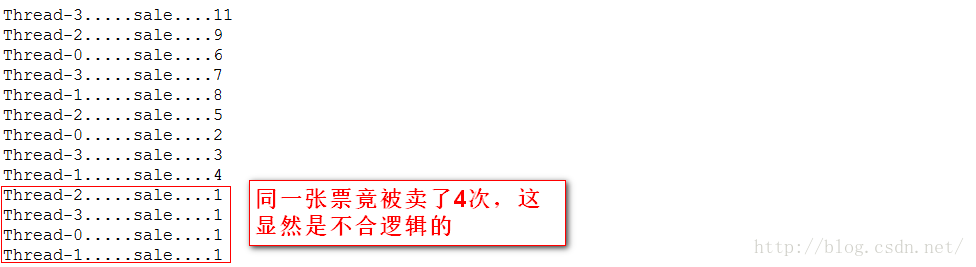 Thread-3.....sale....11
Thread-2.....sale....9
Thread-0.....sale....6
Thread-3.....sale....7
Thread-1.....sale....8
Thread-2.....sale....5
Thread-0.....sale....2
Thread-3.....sale....3
Thread-1.....sale....4
Thread-2.....sale....1
Thread-3.....sale....1
Thread-0.....sale....1
Thread-1.....sale....1
同一张票竟被卖了4次，这
显然是不合逻辑的
http://blog.csdn.net/